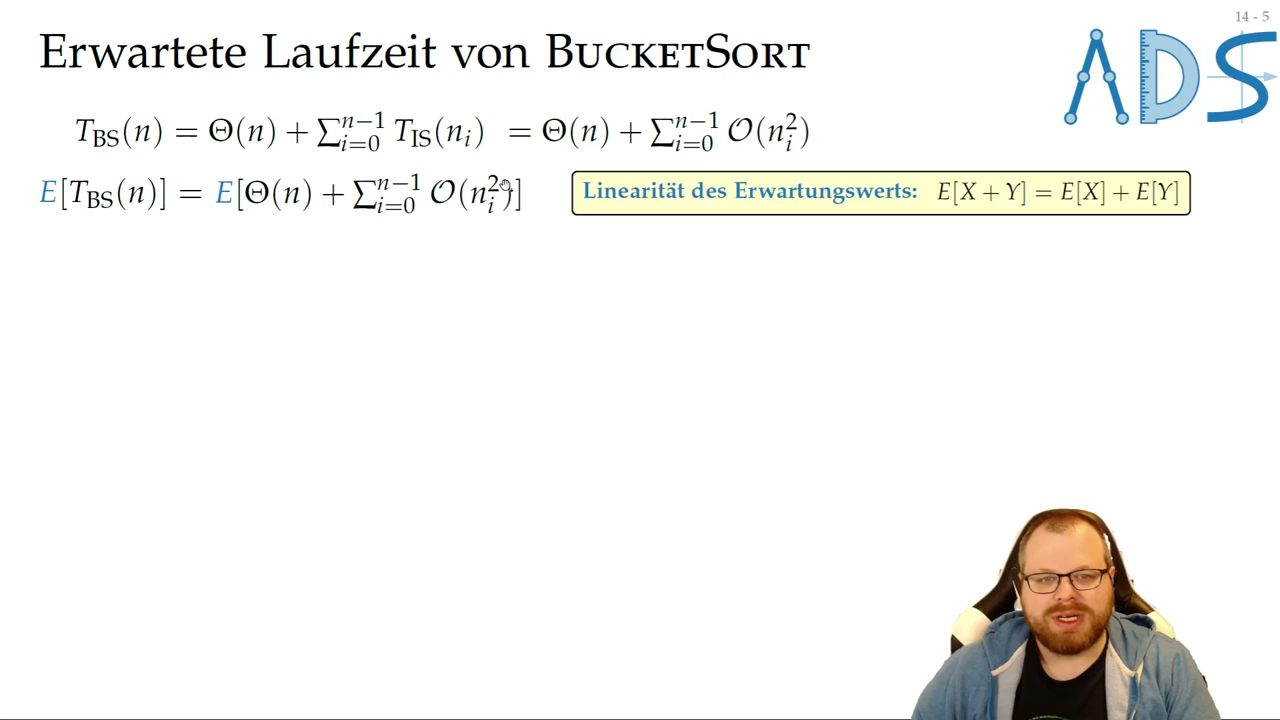 14 - 5
Erwartete Laufzeit von BUCKETSORT
ADS
T_BS(n) = Θ(n) + ∑_{i=0}^{n−1} T_IS(n_i) = Θ(n) + ∑_{i=0}^{n−1} 𝒪(n_i^2)
E[T_BS(n)] = E[Θ(n) + ∑_{i=0}^{n−1} 𝒪(n_i^2)]
Linearität des Erwartungswerts: E[X + Y] = E[X] + E[Y]